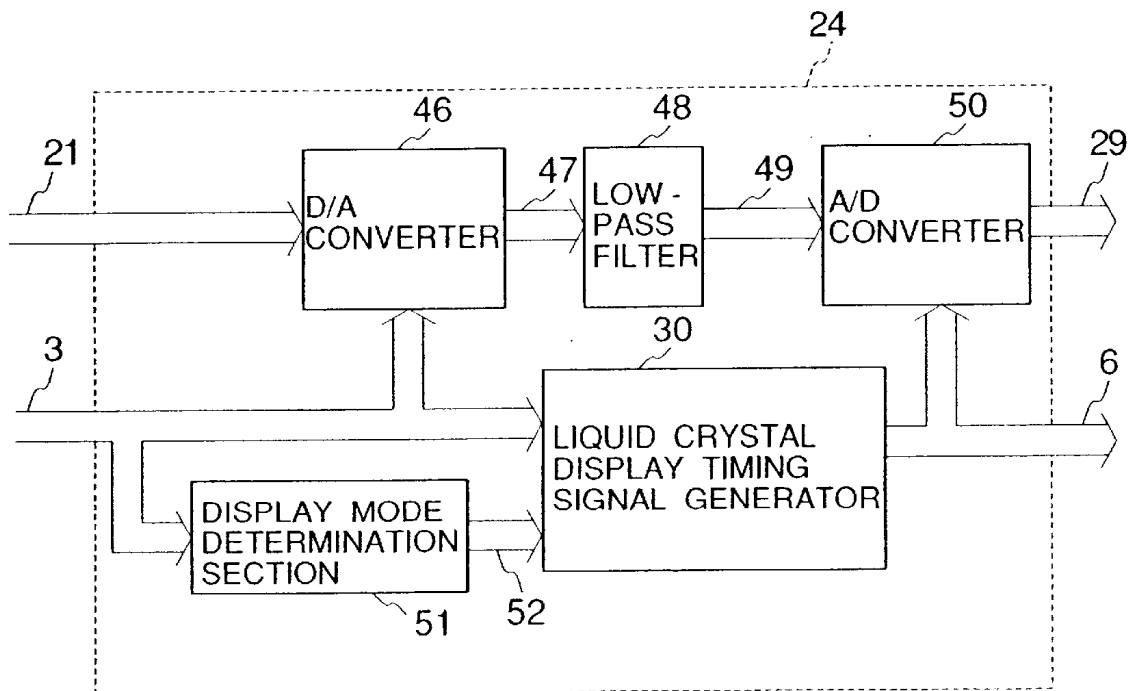 24
46
48
50
21
47
49
29
D/A
CONVERTER
LOW-
PASS
FILTER
A/D
CONVERTER
3
30
6
LIQUID CRYSTAL
DISPLAY TIMING
SIGNAL GENERATOR
DISPLAY MODE
DETERMINATION
SECTION
51
52